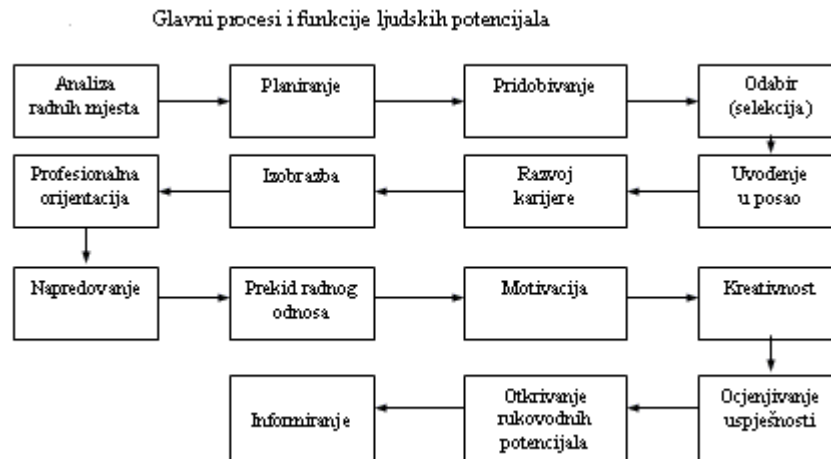 Glavni procesi i funkcije ljudskih potencijala
Analiza
radnih mjesta
Planiranje
Pridobivanje
Odabir
(selekcija)
Uvođenje
u posao
Razvoj
karijere
Izobrazba
Profesionalna
orijentacija
Napredovanje
Prekid radnog
odnosa
Motivacija
Kreativnost
Ocjenjivanje
uspješnosti
Otkrivanje
rukovodnih
potencijala
Informiranje